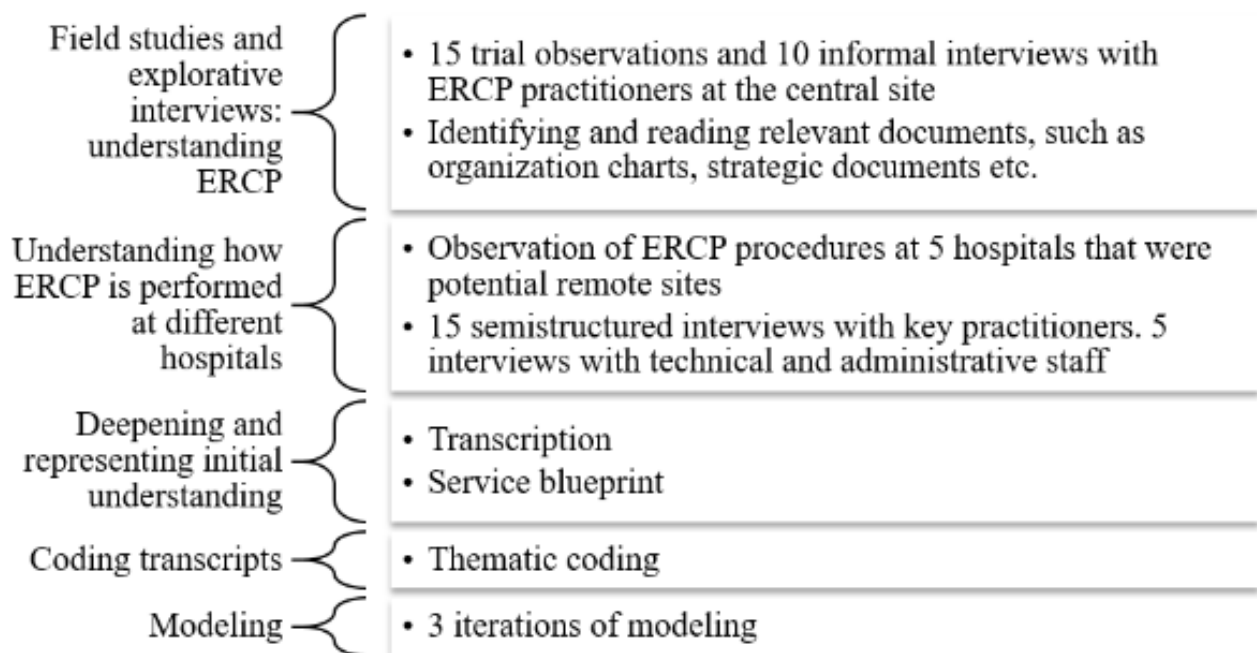 Field studies and
explorative
interviews:
understanding
ERCP
• 15 trial observations and 10 informal interviews with
ERCP practitioners at the central site
• Identifying and reading relevant documents, such as
organization charts, strategic documents etc.
Understanding how
ERCP is performed
at different
hospitals
• Observation of ERCP procedures at 5 hospitals that were
potential remote sites
• 15 semistructured interviews with key practitioners. 5
interviews with technical and administrative staff
Deepening and
representing initial
understanding
• Transcription
• Service blueprint
Coding transcripts
• Thematic coding
Modeling
• 3 iterations of modeling